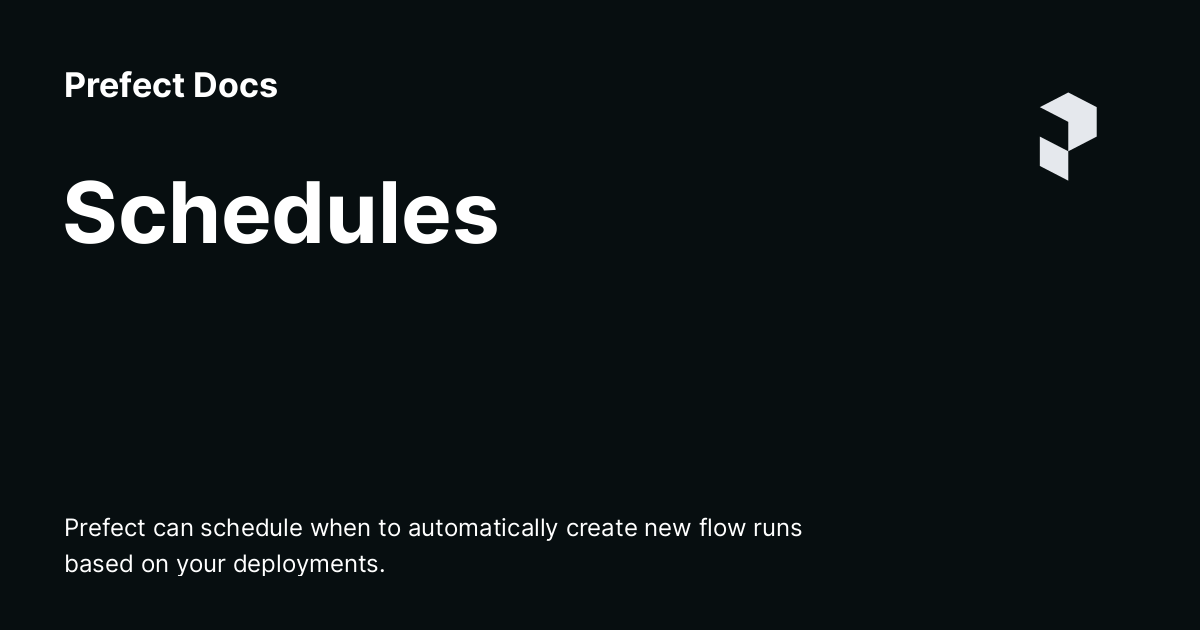 Prefect Docs
Schedules
Prefect can schedule when to automatically create new flow runs
based on your deployments.